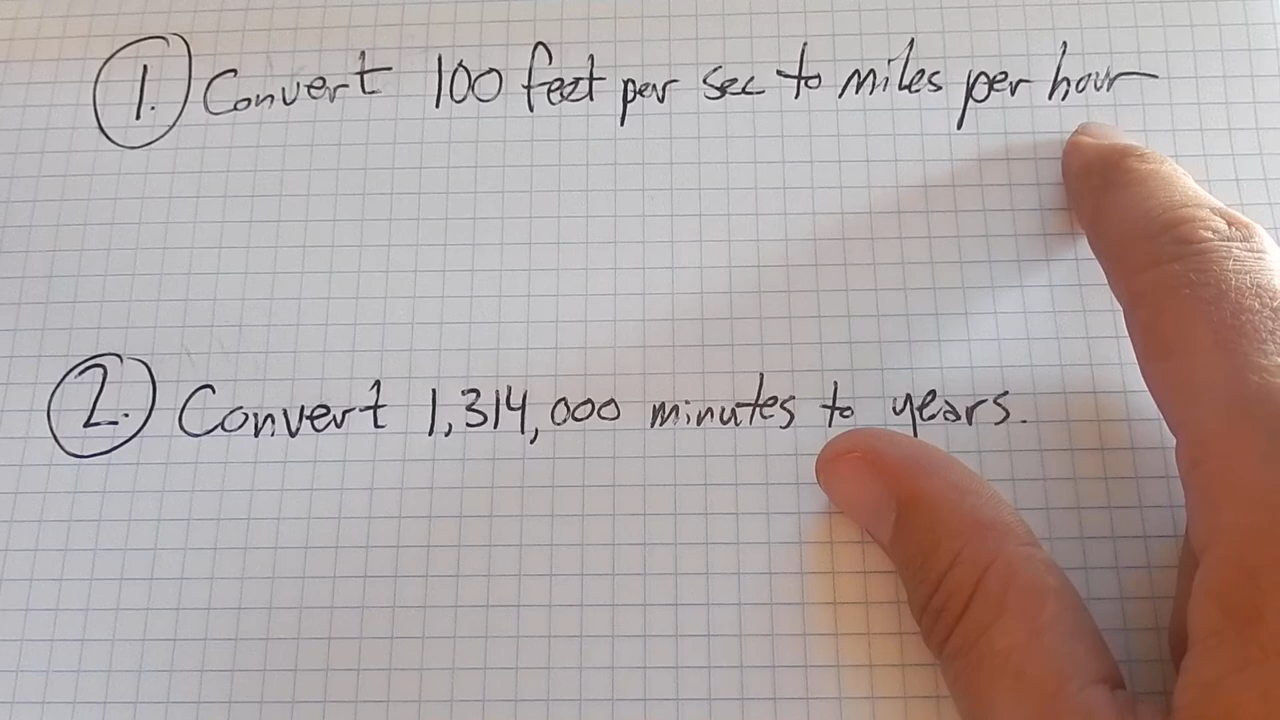 1. Convert 100 feet per sec to miles per hour
2. Convert 1,314,000 minutes to years.